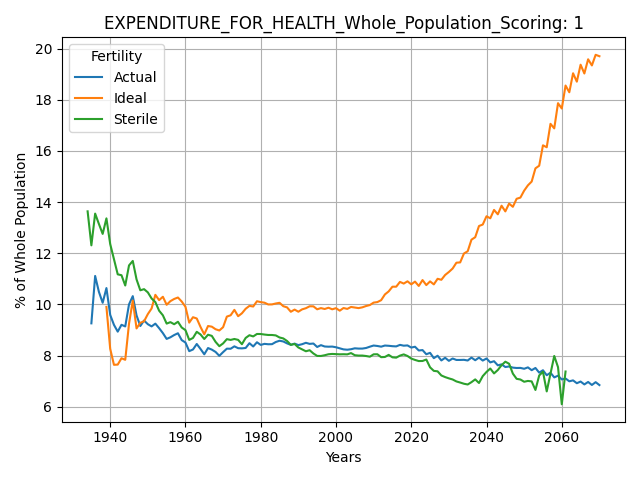 EXPENDITURE_FOR_HEALTH_Whole_Population_Scoring: 1
Fertility
Actual
Ideal
Sterile
% of Whole Population
20
18
16
14
12
10
8
6
1940
1960
1980
2000
2020
2040
2060
Years